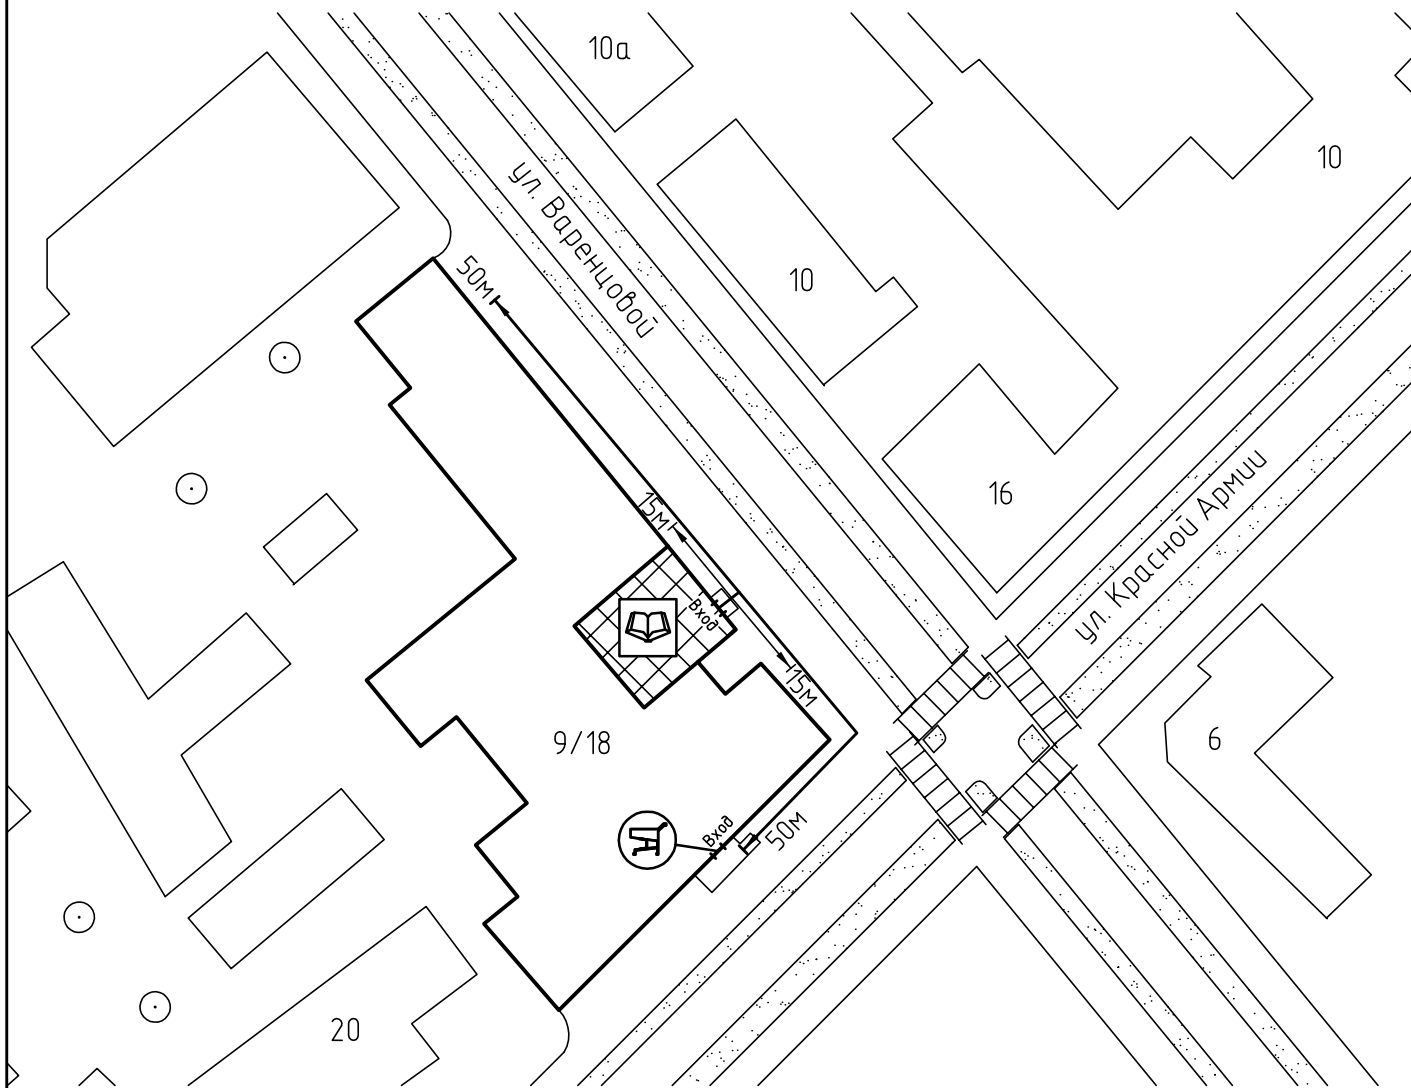 10а
10
ул. Варенцовой
10
50м
16
ул. Красной Армии
15м
Вход
15м
9/18
6
Вход
50м
20